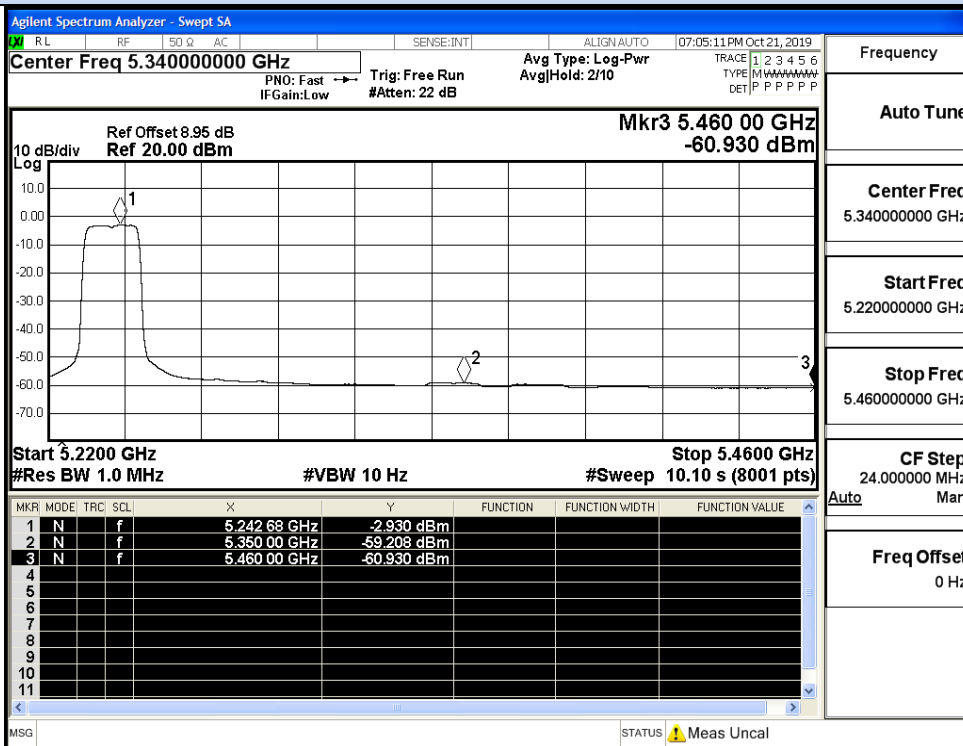 Agilent Spectrum Analyzer - Swept SA
LXI RL RF 50 Ω AC SENSE:INT ALIGN AUTO 07:05:11 PM Oct 21, 2019
Center Freq 5.340000000 GHz
PNO: Fast
IFGain:Low
Trig: Free Run
#Atten: 22 dB
Avg Type: Log-Pwr
Avg|Hold: 2/10
TRACE 1 2 3 4 5 6
TYPE M WWWWW
DET P P P P P P
Mkr3 5.460 00 GHz
-60.930 dBm
Ref Offset 8.95 dB
10 dB/div Ref 20.00 dBm
Log
10.0
0.00
-10.0
-20.0
-30.0
-40.0
-50.0
-60.0
-70.0
1
2
3
Start 5.2200 GHz Stop 5.4600 GHz
#Res BW 1.0 MHz #VBW 10 Hz #Sweep 10.10 s (8001 pts)
MKR MODE TRC SCL X Y FUNCTION FUNCTION WIDTH FUNCTION VALUE
1 N f 5.242 68 GHz -2.930 dBm
2 N f 5.350 00 GHz -59.208 dBm
3 N f 5.460 00 GHz -60.930 dBm
4
5
6
7
8
9
10
11
MSG STATUS Meas Uncal
Frequency
Auto Tune
Center Freq
5.340000000 GHz
Start Freq
5.220000000 GHz
Stop Freq
5.460000000 GHz
CF Step
24.000000 MHz
Auto Man
Freq Offset
0 Hz